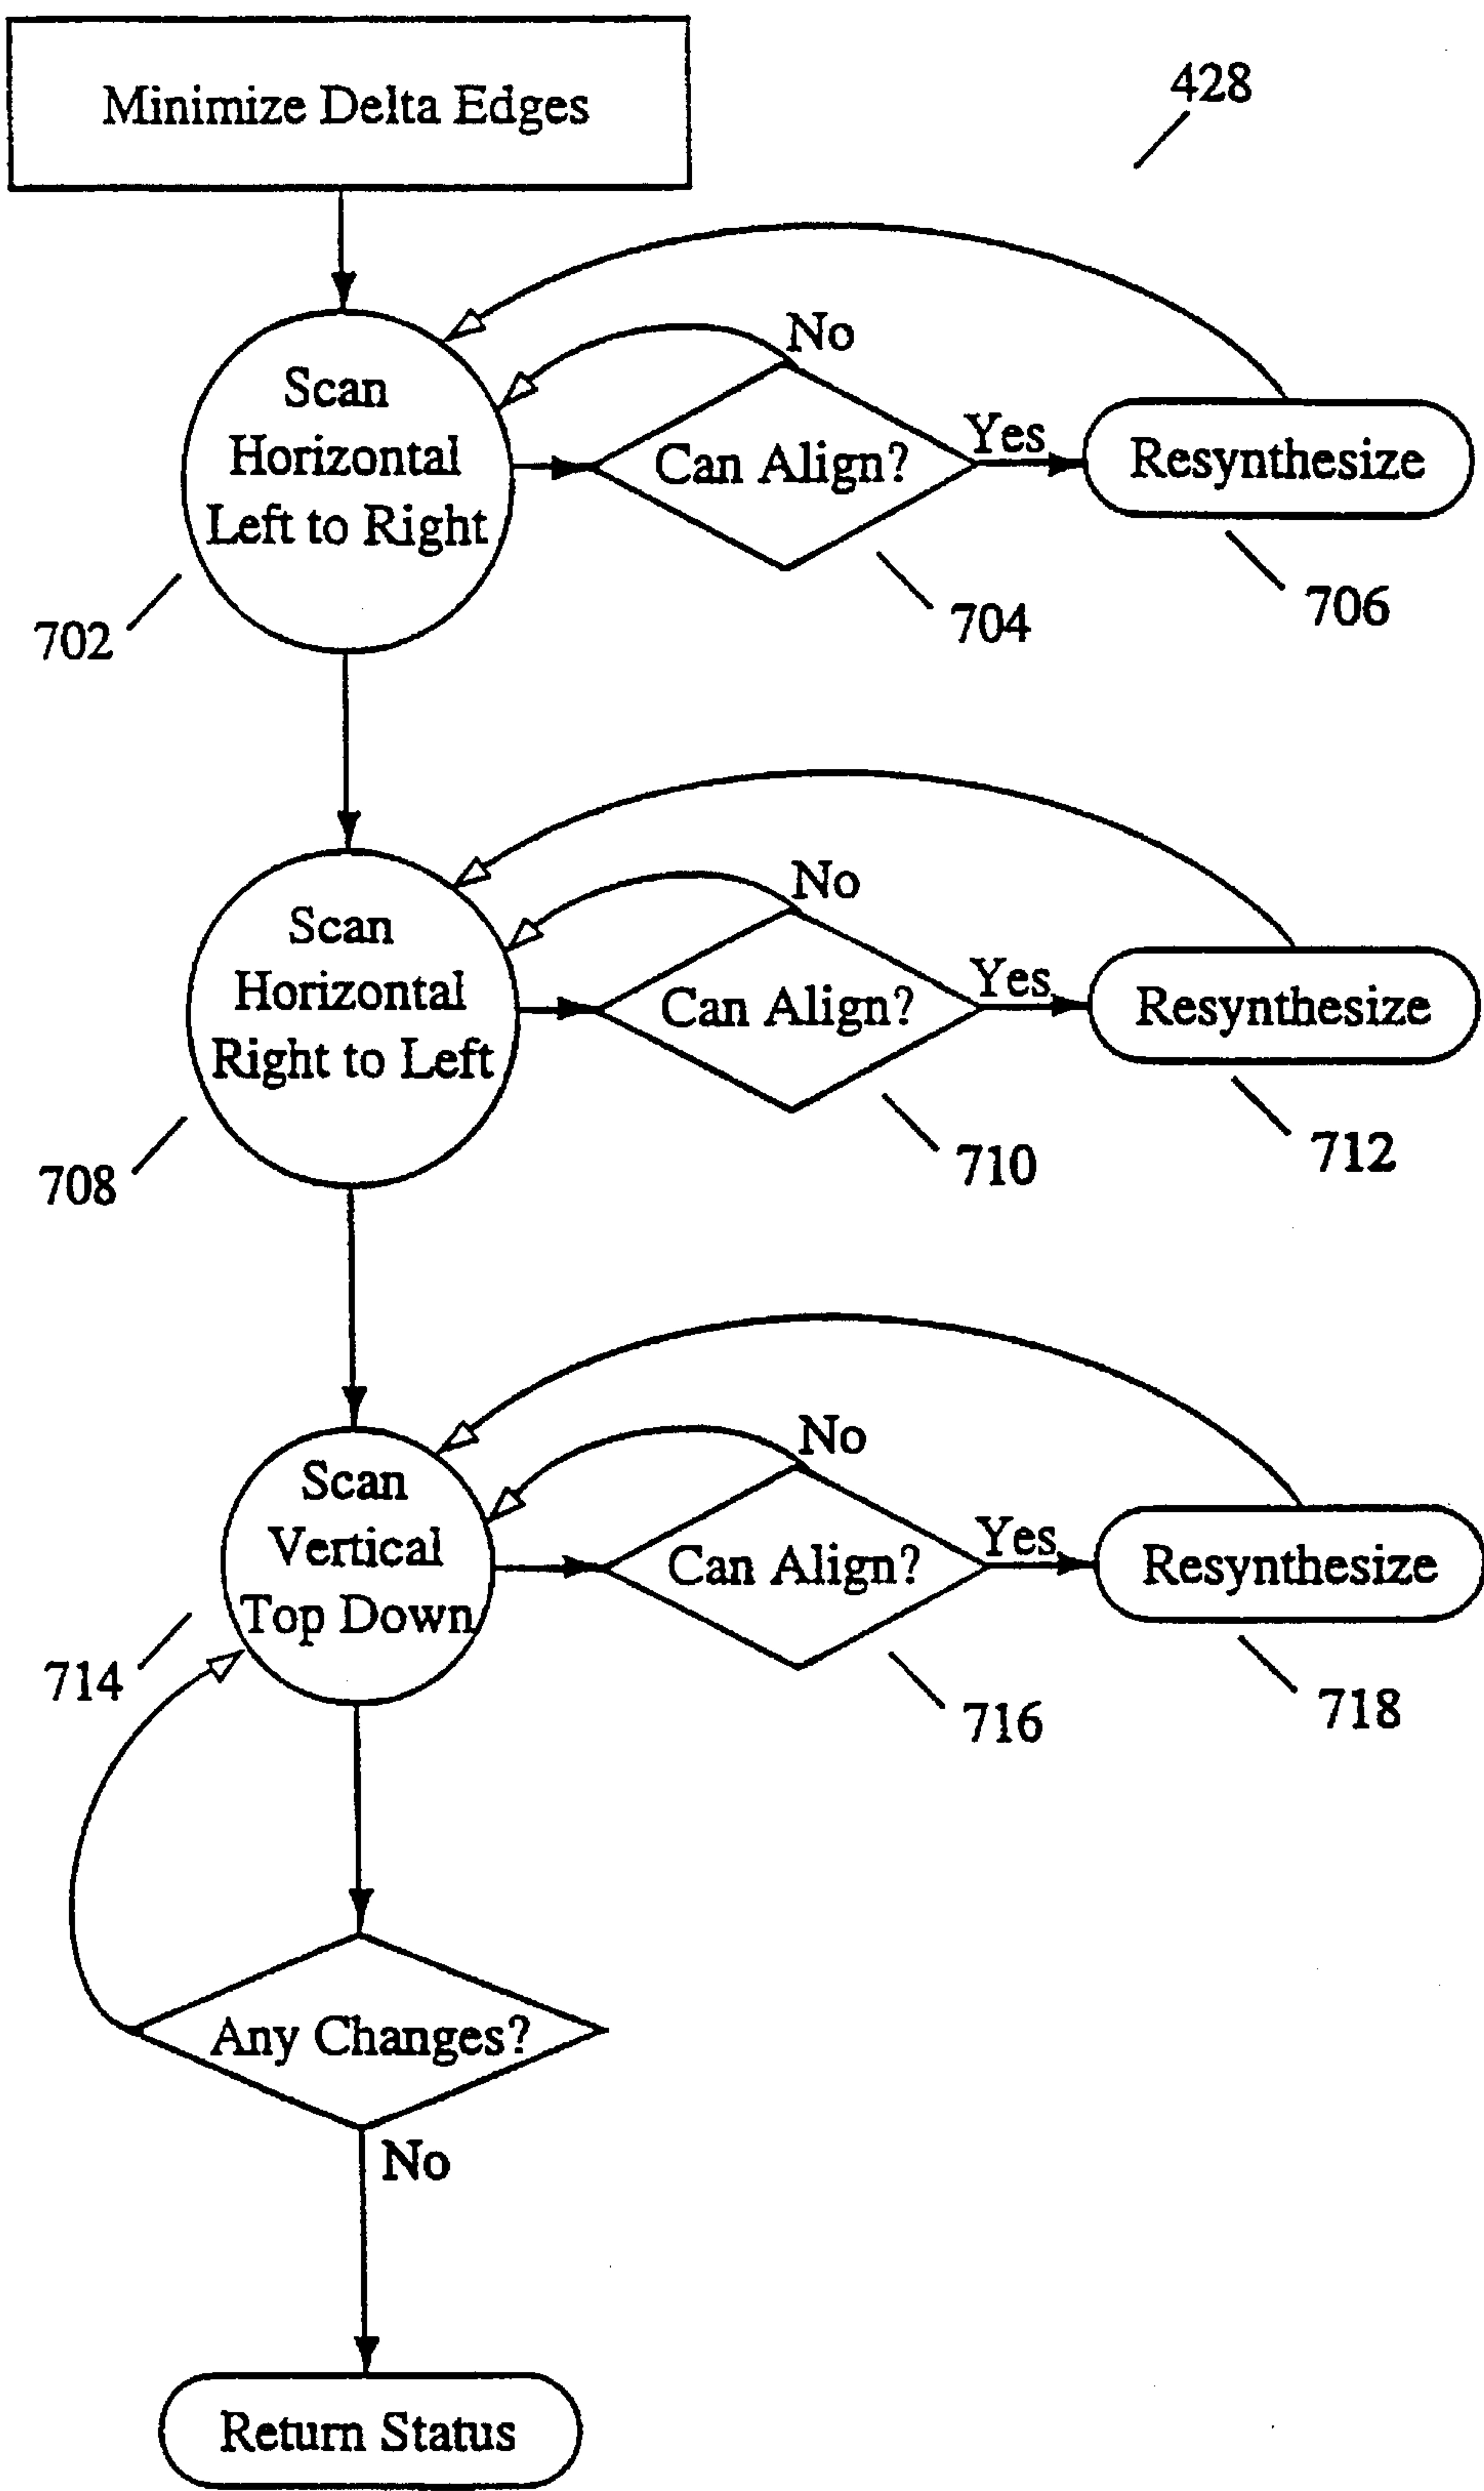 Minimize Delta Edges
428
Scan
Horizontal
Left to Right
702
No
Can Align?
704
Yes
Resynthesize
706
Scan
Horizontal
Right to Left
708
No
Can Align?
710
Yes
Resynthesize
712
Scan
Vertical
Top Down
714
No
Can Align?
716
Yes
Resynthesize
718
Any Changes?
No
Return Status